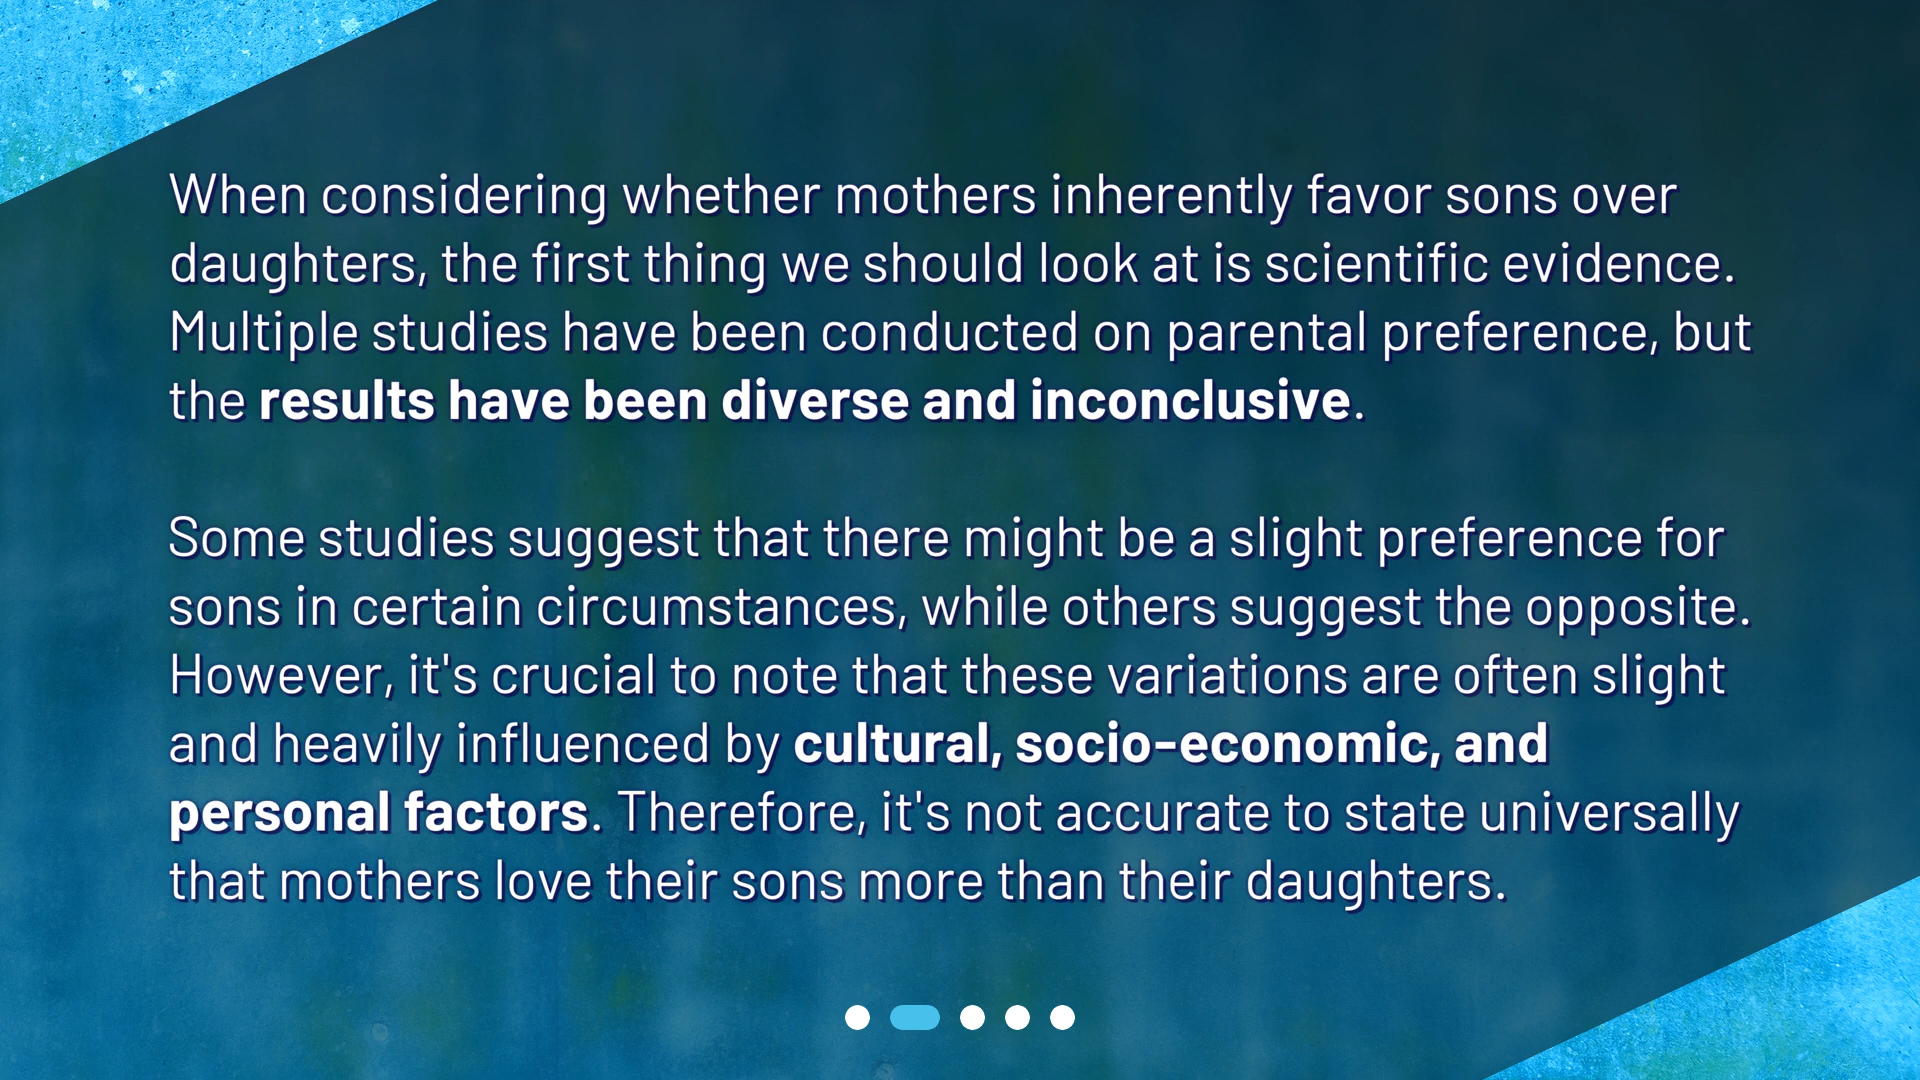 When considering whether mothers inherently favor sons over
daughters, the first thing we should look at is scientific evidence.
Multiple studies have been conducted on parental preference, but
the results have been diverse and inconclusive.
Some studies suggest that there might be a slight preference for
sons in certain circumstances, while others suggest the opposite.
However, it's crucial to note that these variations are often slight
and heavily influenced by cultural, socio-economic, and
personal factors. Therefore, it's not accurate to state universally
that mothers love their sons more than their daughters.